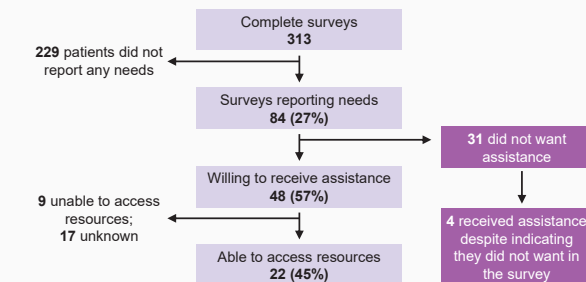 Complete surveys
313
229 patients did not
report any needs
Surveys reporting needs
84 (27%)
31 did not want
assistance
Willing to receive assistance
48 (57%)
9 unable to access
resources;
17 unknown
4 received assistance
despite indicating
they did not want in
the survey
Able to access resources
22 (45%)